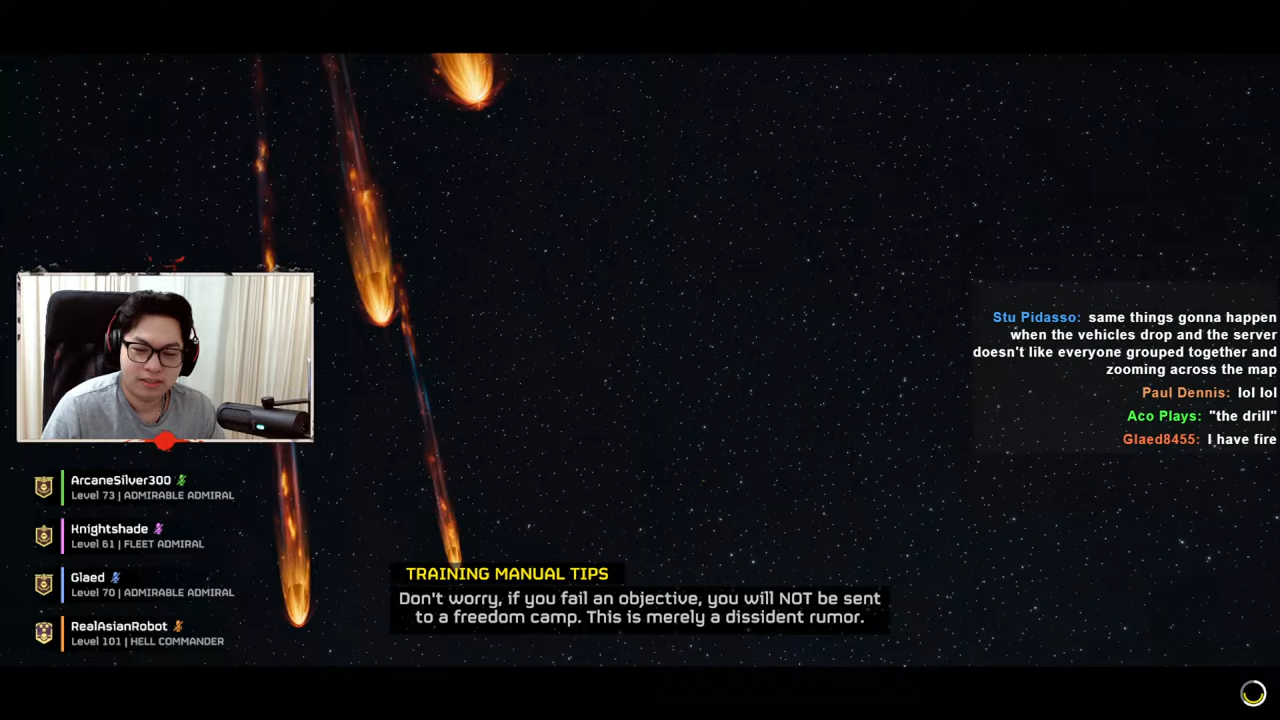 Stu Pidasso: same things gonna happen
when the vehicles drop and the server
doesn't like everyone grouped together and
zooming across the map
Paul Dennis: lol lol
Aco Plays: "the drill"
Glaed8455: I have fire
ArcaneSilver300
Level 73 | ADMIRABLE ADMIRAL
Knightshade
Level 61 | FLEET ADMIRAL
Glaed
Level 70 | ADMIRABLE ADMIRAL
RealAsianRobot
Level 101 | HELL COMMANDER
TRAINING MANUAL TIPS
Don't worry, if you fail an objective, you will NOT be sent
to a freedom camp. This is merely a dissident rumor.